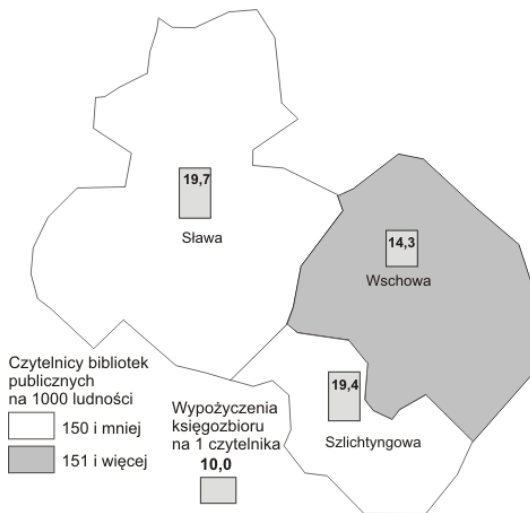 19,7
Sława
14,3
Wschowa
19,4
Szlichtyngowa
Czytelnicy bibliotek
publicznych
na 1000 ludności
150 i mniej
151 i więcej
Wypożyczenia
księgozbioru
na 1 czytelnika
10,0